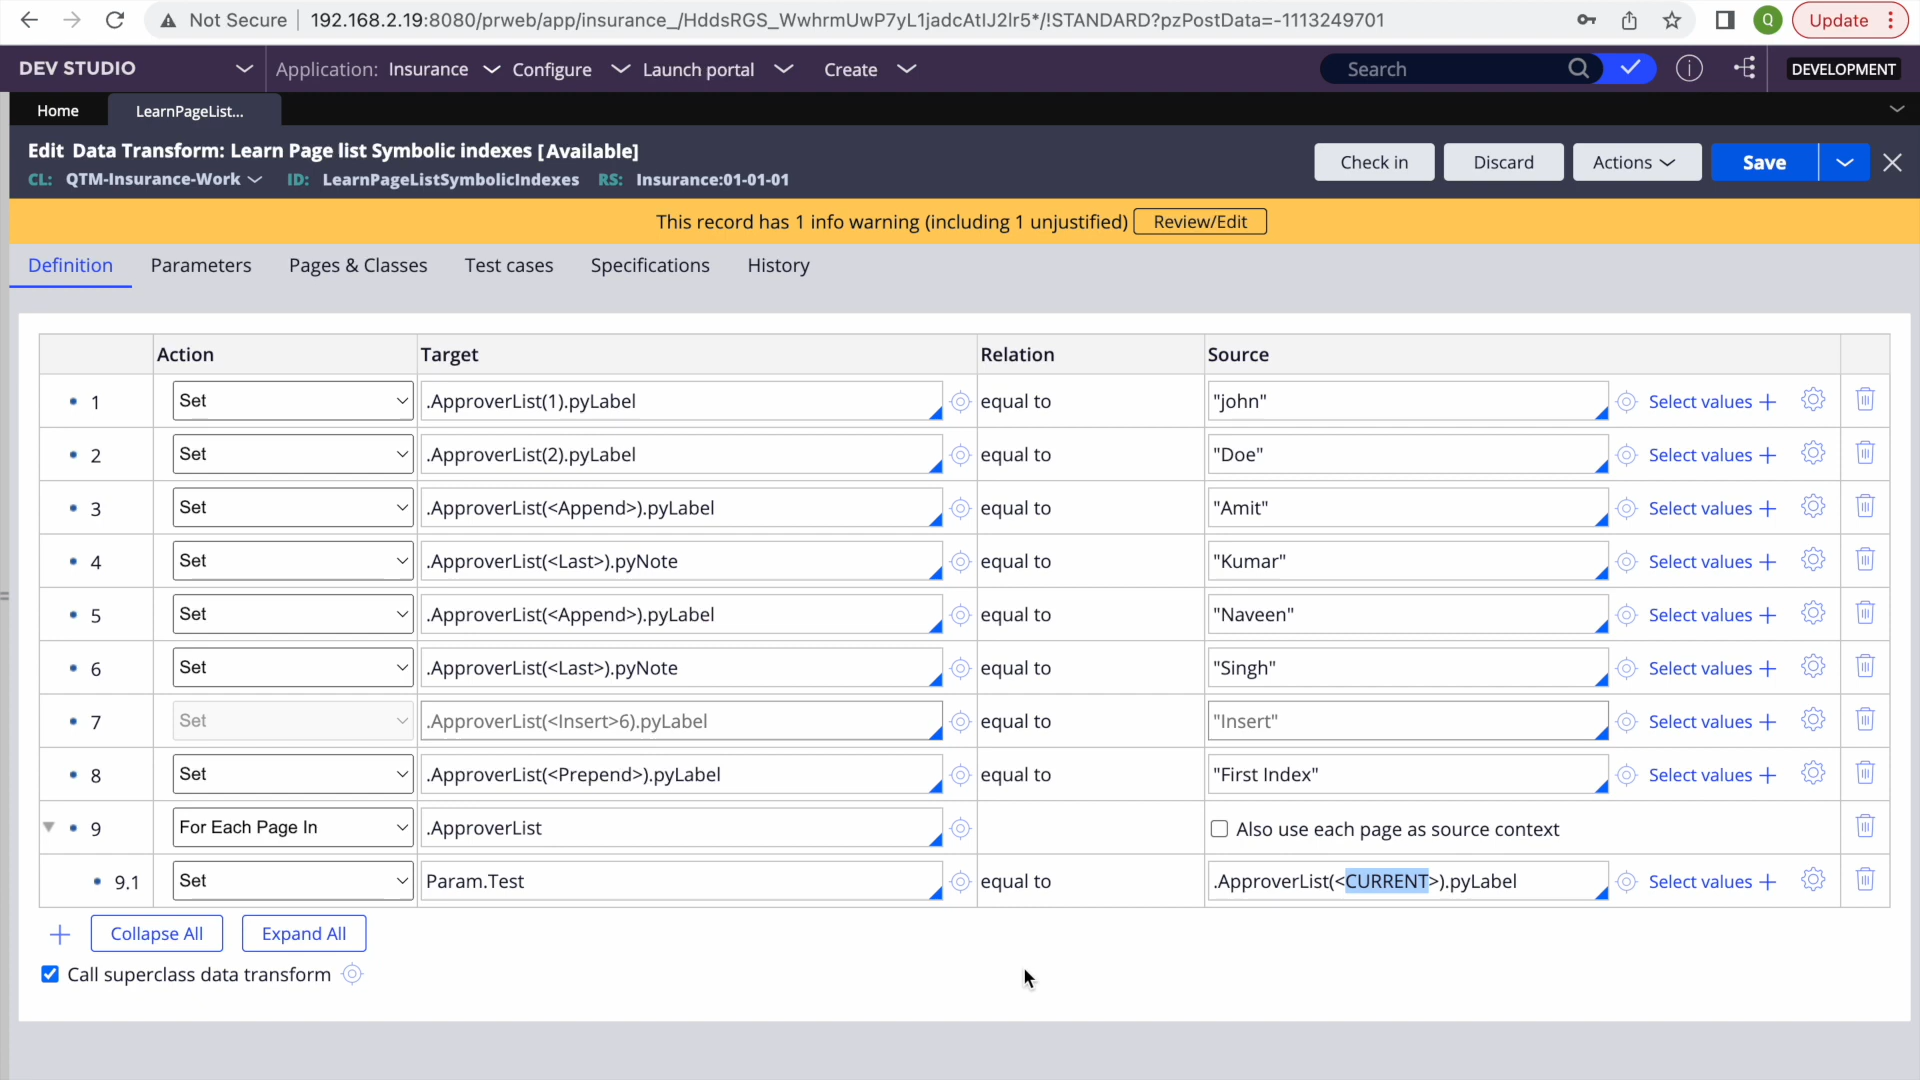 Not Secure 192.168.2.19:8080/prweb/app/insurance_/HddsRGS_WwhrmUwP7yL1jadcAtIJ2Ir5*/!STANDARD?pzPostData=-1113249701 Q Update
DEV STUDIO Application: Insurance Configure Launch portal Create Search DEVELOPMENT
Home LearnPageList...
Edit Data Transform: Learn Page list Symbolic indexes [Available]
CL: QTM-Insurance-Work ID: LearnPageListSymbolicIndexes RS: Insurance:01-01-01
Check in Discard Actions Save
This record has 1 info warning (including 1 unjustified) Review/Edit
Definition Parameters Pages & Classes Test cases Specifications History
Action Target Relation Source
1 Set .ApproverList(1).pyLabel equal to "john" Select values
2 Set .ApproverList(2).pyLabel equal to "Doe" Select values
3 Set .ApproverList(<Append>).pyLabel equal to "Amit" Select values
4 Set .ApproverList(<Last>).pyNote equal to "Kumar" Select values
5 Set .ApproverList(<Append>).pyLabel equal to "Naveen" Select values
6 Set .ApproverList(<Last>).pyNote equal to "Singh" Select values
7 Set .ApproverList(<Insert>6).pyLabel equal to "Insert" Select values
8 Set .ApproverList(<Prepend>).pyLabel equal to "First Index" Select values
9 For Each Page In .ApproverList Also use each page as source context
9.1 Set Param.Test equal to .ApproverList(<CURRENT>).pyLabel Select values
Collapse All Expand All
Call superclass data transform